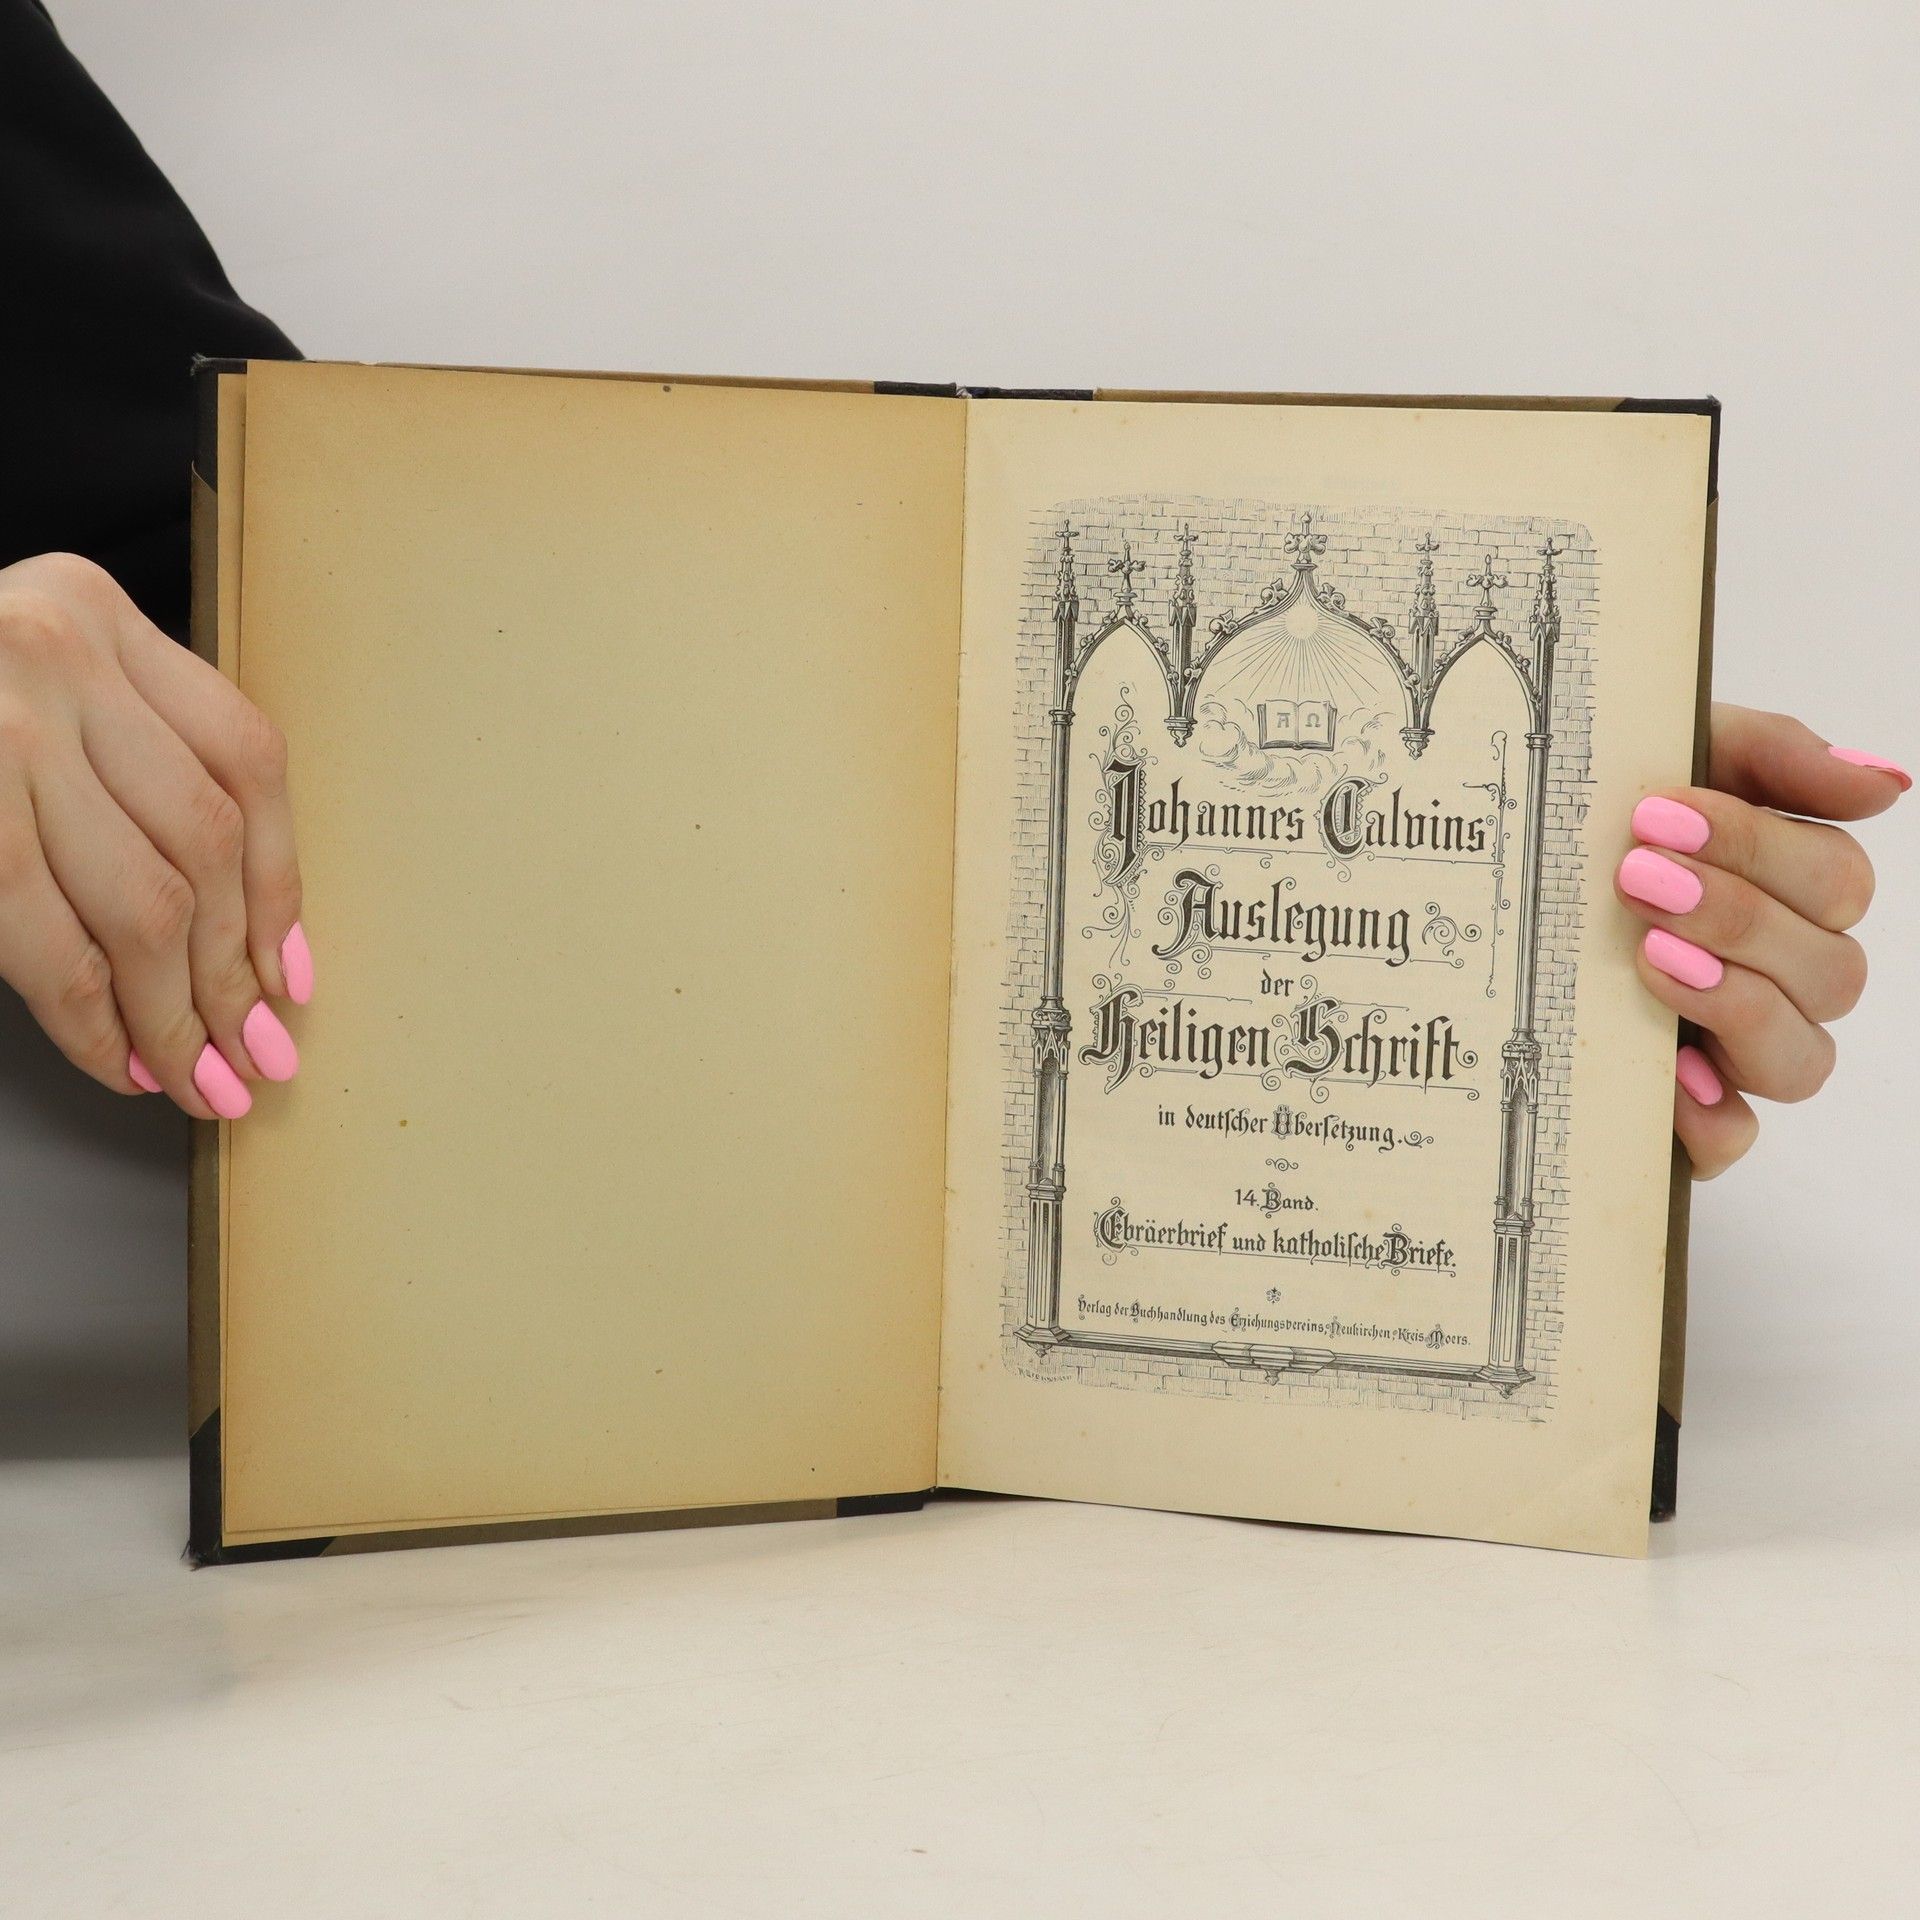 A Ω
Johannes Calvins
Auslegung
der
Heiligen Schrift
in deutscher Übersetzung.
14. Band.
Ebräerbrief und katholische Briefe.
Verlag der Buchhandlung des Erziehungsvereins, Neukirchen, Kreis Moers.